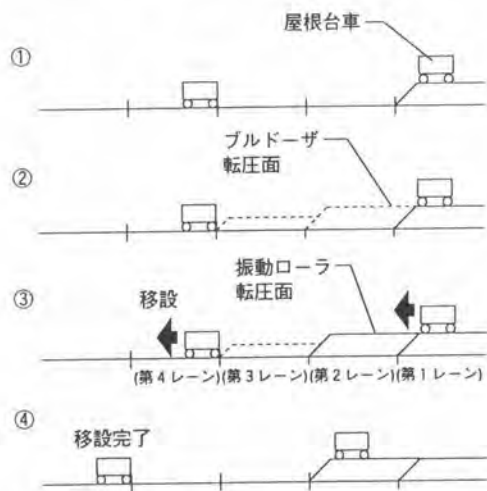 屋根台車
①
ブルドーザ
転圧面
②
振動ローラ
転圧面
③
移設
(第4レーン)(第3レーン)(第2レーン)(第1レーン)
④
移設完了